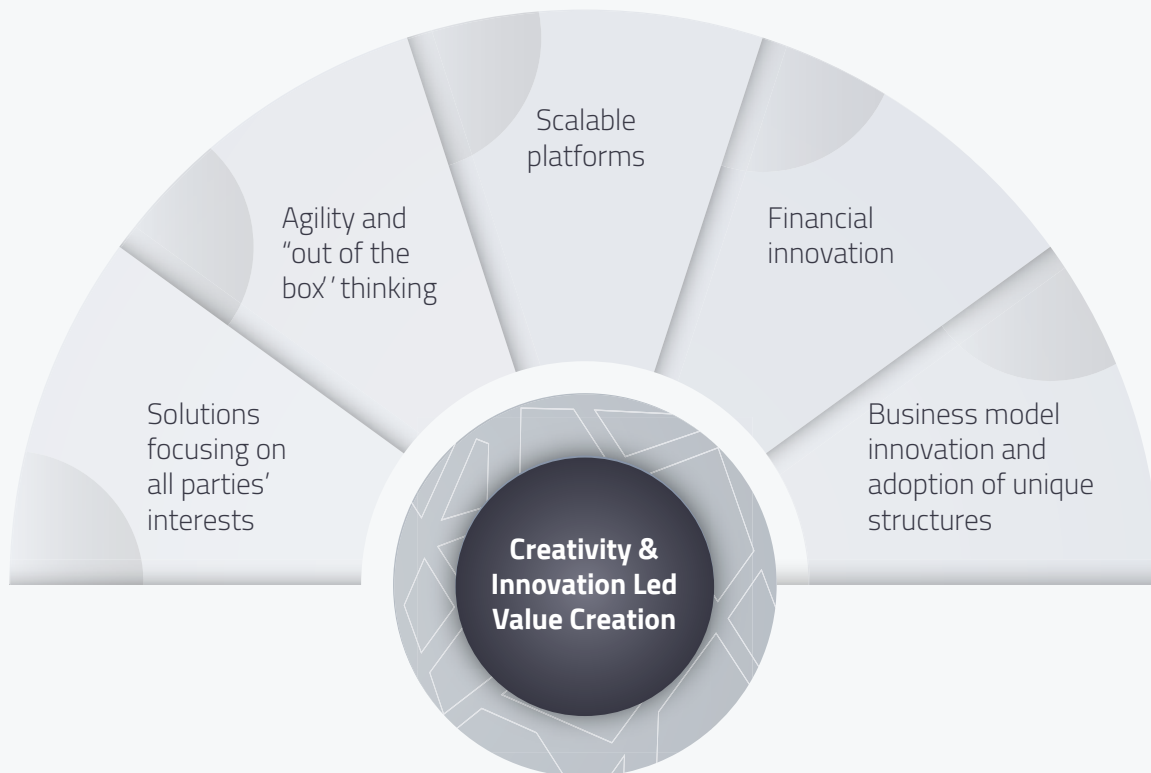 Scalable
platforms
Agility and
“out of the
box’’ thinking
Financial
innovation
Solutions
focusing on
all parties’
interests
Business model
innovation and
adoption of unique
structures
Creativity &
Innovation Led
Value Creation